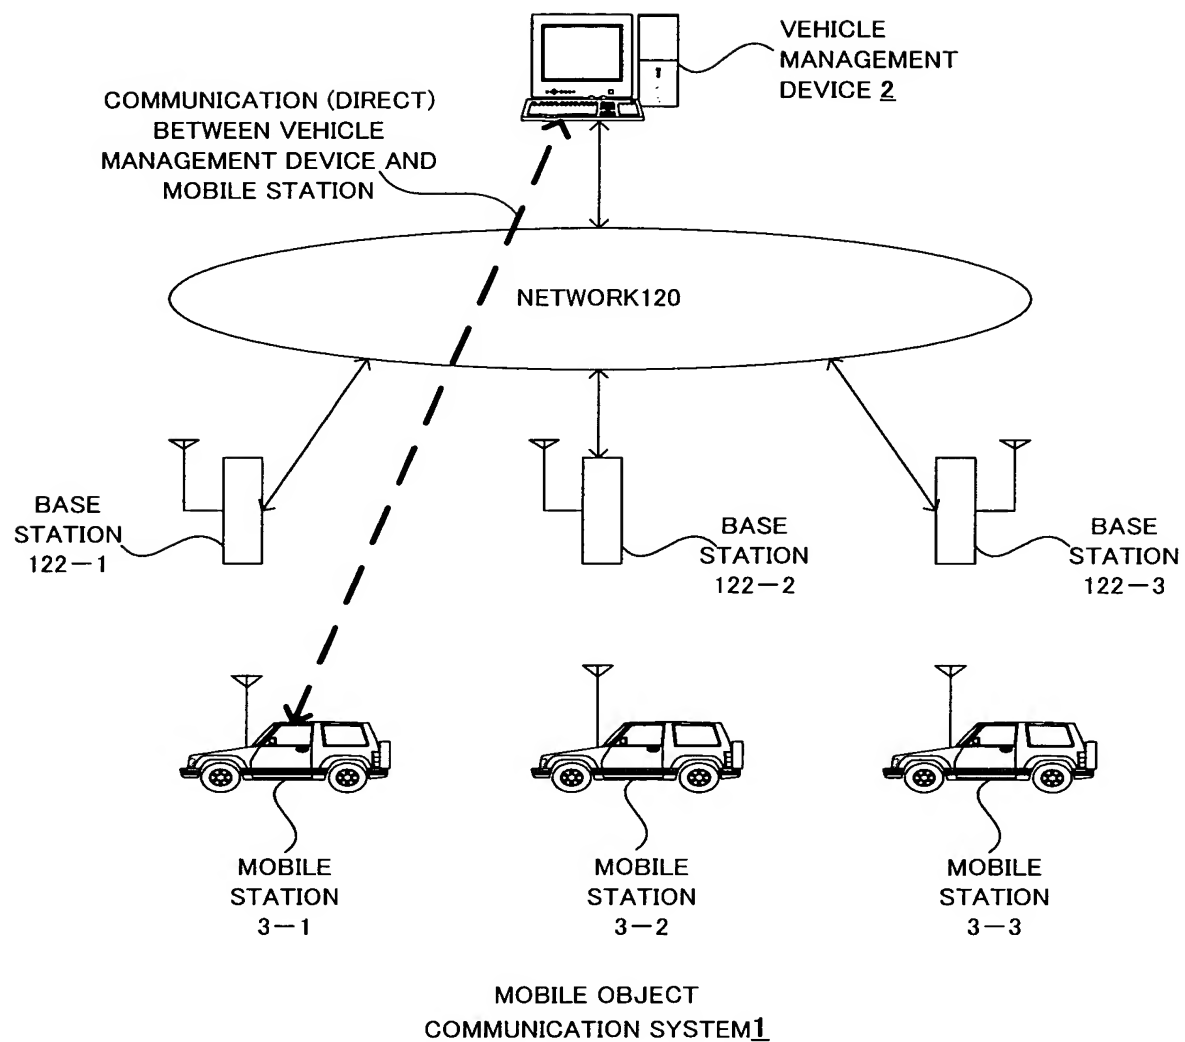 VEHICLE
MANAGEMENT
DEVICE 2
COMMUNICATION (DIRECT)
BETWEEN VEHICLE
MANAGEMENT DEVICE AND
MOBILE STATION
NETWORK120
BASE
STATION
122－1
BASE
STATION
122－2
BASE
STATION
122－3
MOBILE
STATION
3－1
MOBILE
STATION
3－2
MOBILE
STATION
3－3
MOBILE OBJECT
COMMUNICATION SYSTEM1